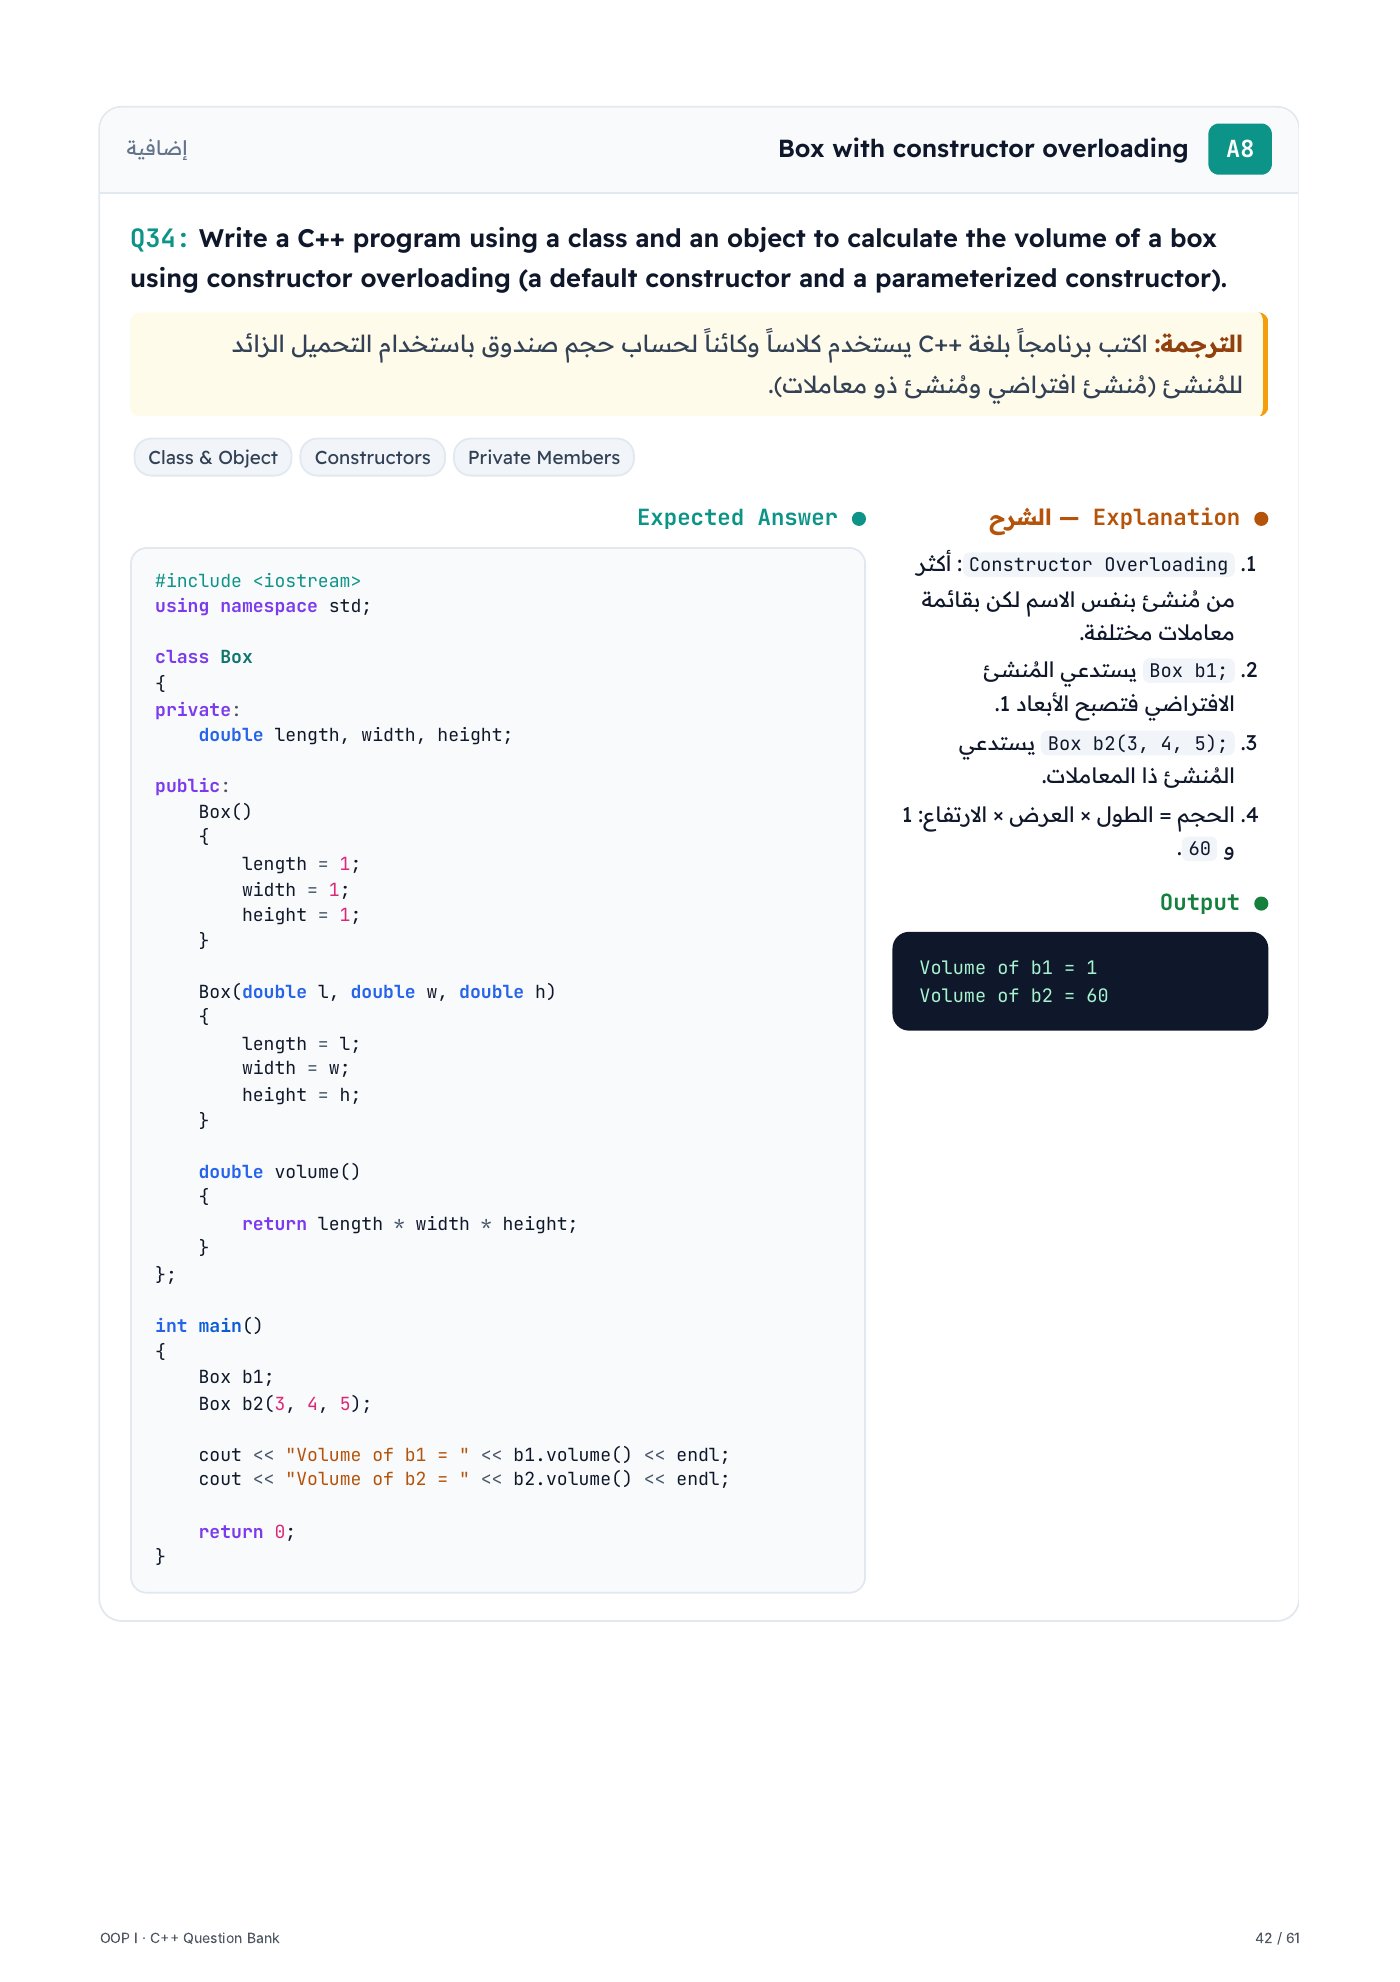 A8 Box with constructor overloading إضافية
Q34: Write a C++ program using a class and an object to calculate the volume of a box
using constructor overloading (a default constructor and a parameterized constructor).
الترجمة: اكتب برنامجاً بلغة C++ يستخدم كلاساً وكائناً لحساب حجم صندوق باستخدام التحميل الزائد
للمُنشئ (مُنشئ افتراضي ومُنشئ ذو معاملات).
Class & Object Constructors Private Members
Explanation — الشرح
1. Constructor Overloading : أكثر
من مُنشئ بنفس الاسم لكن بقائمة
معاملات مختلفة.
2. Box b1; يستدعي المُنشئ
الافتراضي فتصبح الأبعاد 1.
3. Box b2(3, 4, 5); يستدعي
المُنشئ ذا المعاملات.
4. الحجم = الطول × العرض × الارتفاع: 1
و 60 .
Output
Volume of b1 = 1
Volume of b2 = 60
Expected Answer
#include <iostream>
using namespace std;
class Box
{
private:
    double length, width, height;
public:
    Box()
    {
        length = 1;
        width = 1;
        height = 1;
    }
    Box(double l, double w, double h)
    {
        length = l;
        width = w;
        height = h;
    }
    double volume()
    {
        return length * width * height;
    }
};
int main()
{
    Box b1;
    Box b2(3, 4, 5);
    cout << "Volume of b1 = " << b1.volume() << endl;
    cout << "Volume of b2 = " << b2.volume() << endl;
    return 0;
}
OOP I · C++ Question Bank 42 / 61